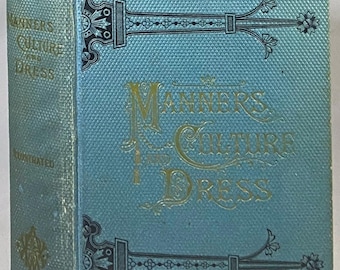 MANNERS
CULTURE
AND
DRESS
ILLUSTRATED
MANNERS
CULTURE
AND
DRESS